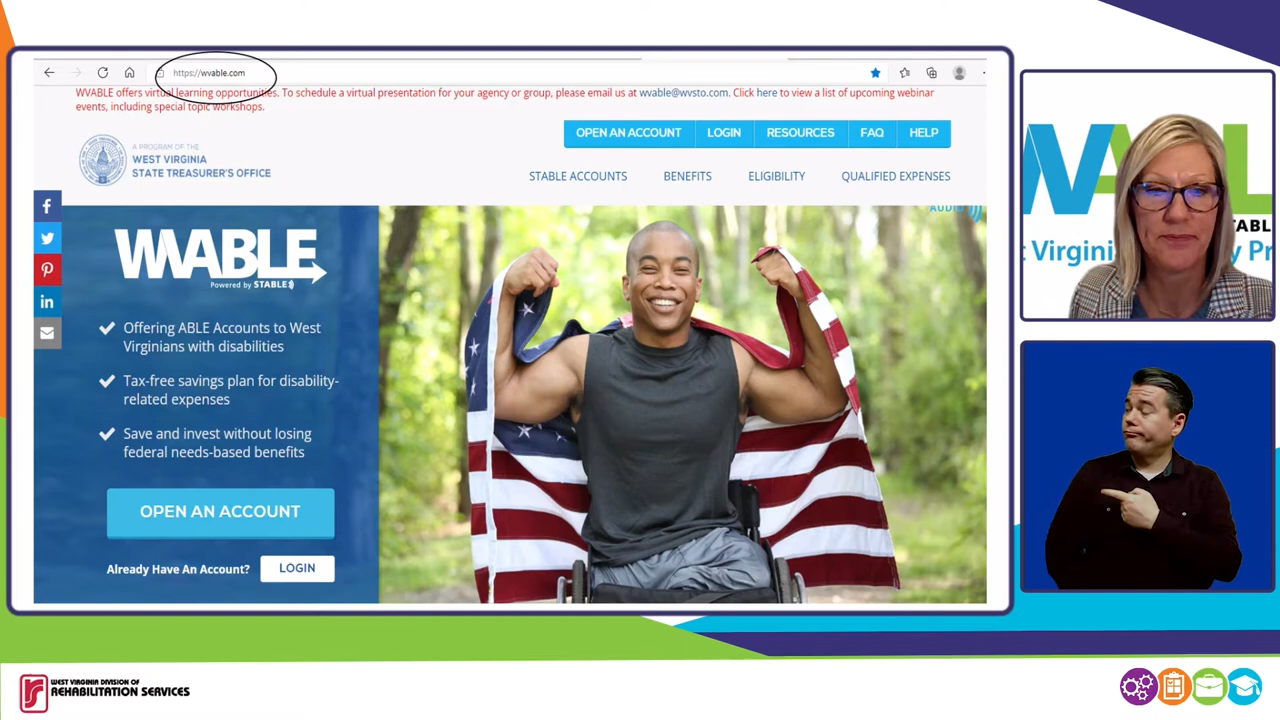 https://wvable.com
WVABLE offers virtual learning opportunities. To schedule a virtual presentation for your agency or group, please email us at wvable@wvsto.com. Click here to view a list of upcoming webinar
events, including special topic workshops.
A PROGRAM OF THE
WEST VIRGINIA
STATE TREASURER'S OFFICE
OPEN AN ACCOUNT LOGIN RESOURCES FAQ HELP
STABLE ACCOUNTS BENEFITS ELIGIBILITY QUALIFIED EXPENSES
AUDIO
WVABLE
Powered by STABLE
Offering ABLE Accounts to West
Virginians with disabilities
Tax-free savings plan for disability-
related expenses
Save and invest without losing
federal needs-based benefits
OPEN AN ACCOUNT
Already Have An Account? LOGIN
WV L
TABL
t Virgini y Pr
WEST VIRGINIA DIVISION OF
REHABILITATION SERVICES